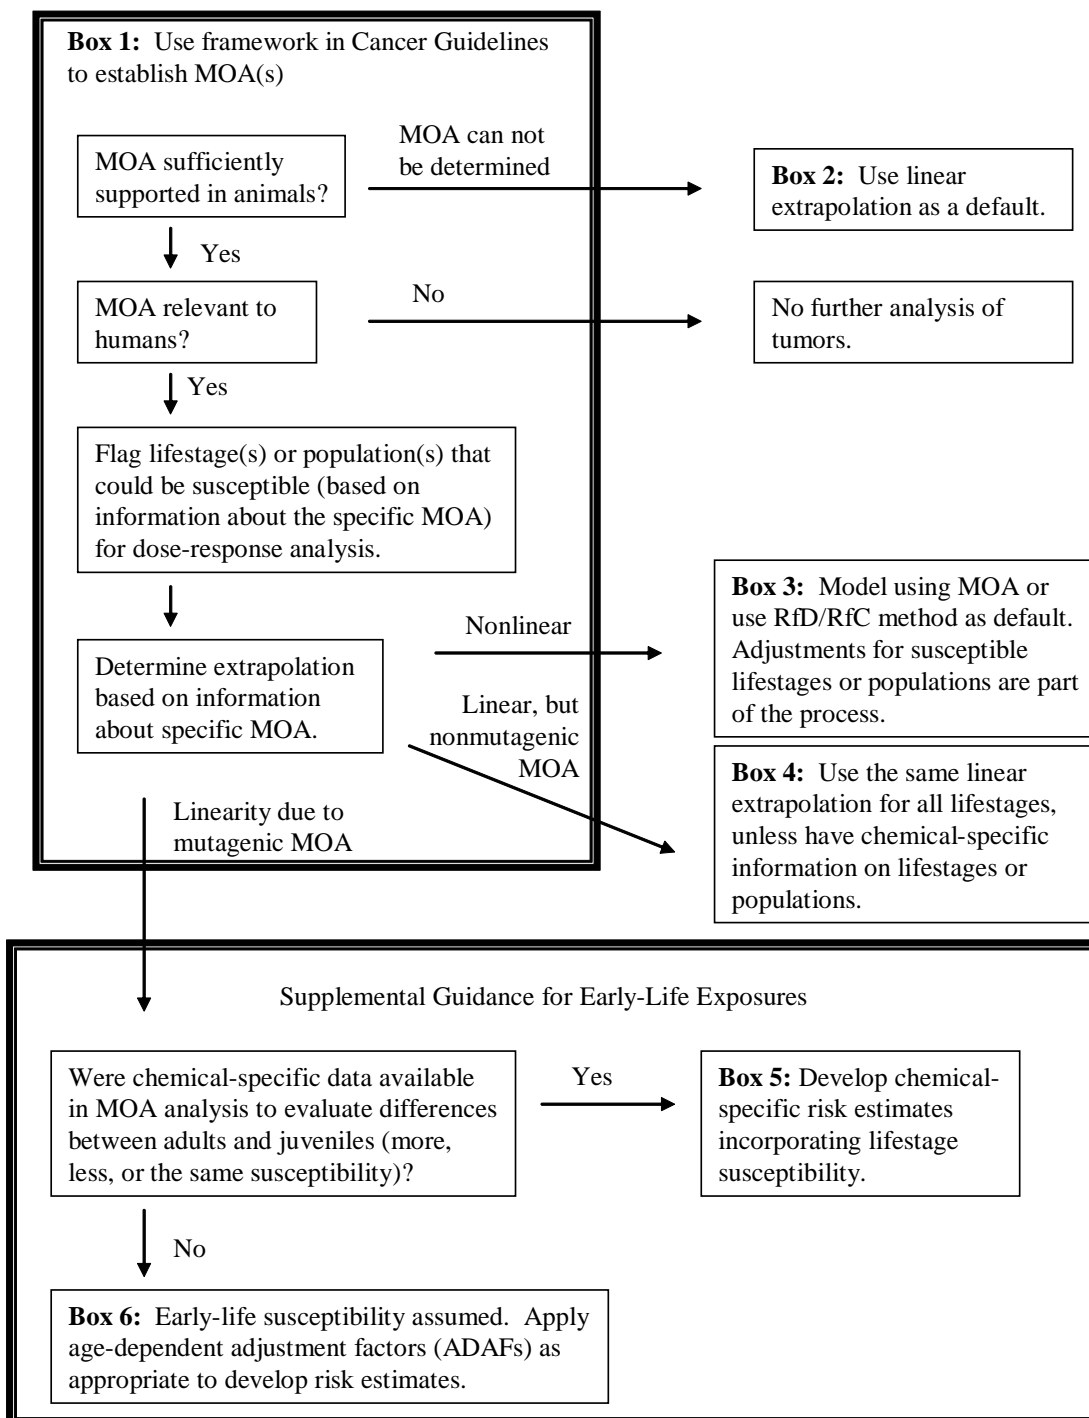 Box 1: Use framework in Cancer Guidelines
to establish MOA(s)
MOA sufficiently
supported in animals?
MOA can not
be determined
Box 2: Use linear
extrapolation as a default.
Yes
MOA relevant to
humans?
No
No further analysis of
tumors.
Yes
Flag lifestage(s) or population(s) that
could be susceptible (based on
information about the specific MOA)
for dose-response analysis.
Nonlinear
Box 3: Model using MOA or
use RfD/RfC method as default.
Adjustments for susceptible
lifestages or populations are part
of the process.
Determine extrapolation
based on information
about specific MOA.
Linear, but
nonmutagenic
MOA
Box 4: Use the same linear
extrapolation for all lifestages,
unless have chemical-specific
information on lifestages or
populations.
Linearity due to
mutagenic MOA
Supplemental Guidance for Early-Life Exposures
Were chemical-specific data available
in MOA analysis to evaluate differences
between adults and juveniles (more,
less, or the same susceptibility)?
Yes
Box 5: Develop chemical-
specific risk estimates
incorporating lifestage
susceptibility.
No
Box 6: Early-life susceptibility assumed. Apply
age-dependent adjustment factors (ADAFs) as
appropriate to develop risk estimates.